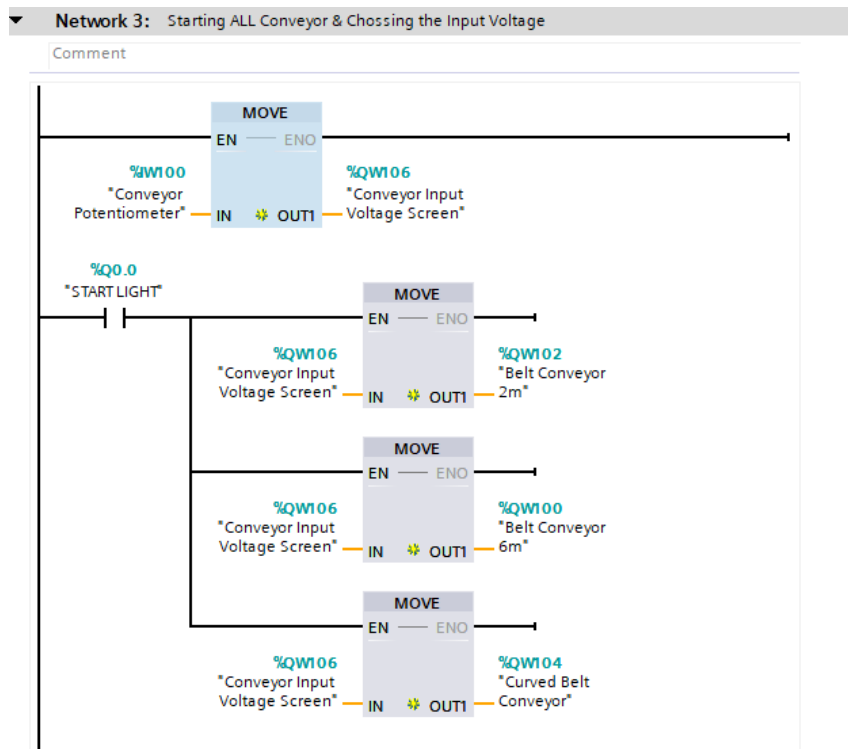 Network 3: Starting ALL Conveyor & Chossing the Input Voltage
Comment
MOVE
EN ENO
%IW100
"Conveyor
Potentiometer"
IN OUT1
%QW106
"Conveyor Input
Voltage Screen"
%Q0.0
"START LIGHT"
MOVE
EN ENO
%QW106
"Conveyor Input
Voltage Screen"
IN OUT1
%QW102
"Belt Conveyor
2m"
MOVE
EN ENO
%QW106
"Conveyor Input
Voltage Screen"
IN OUT1
%QW100
"Belt Conveyor
6m"
MOVE
EN ENO
%QW106
"Conveyor Input
Voltage Screen"
IN OUT1
%QW104
"Curved Belt
Conveyor"